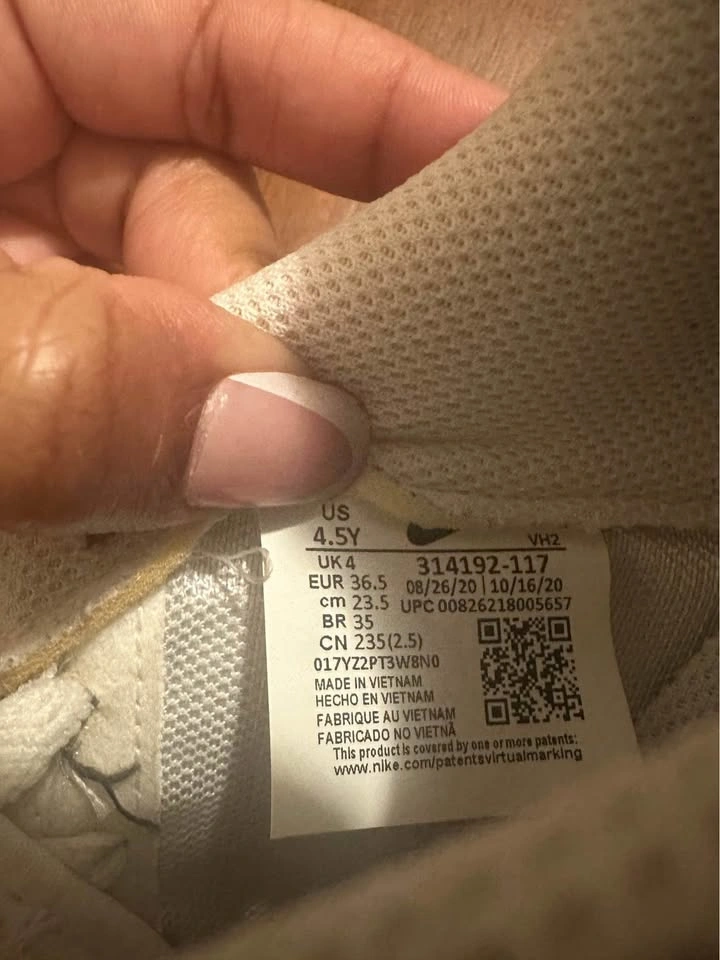 US
4.5Y VH2
UK 4 314192-117
EUR 36.5 08/26/20 | 10/16/20
cm 23.5 UPC 00826218005657
BR 35
CN 235(2.5)
017YZ2PT3W8N0
MADE IN VIETNAM
HECHO EN VIETNAM
FABRIQUE AU VIETNAM
FABRICADO NO VIETNÃ
This product is covered by one or more patents:
www.nike.com/patentsvirtualmarking